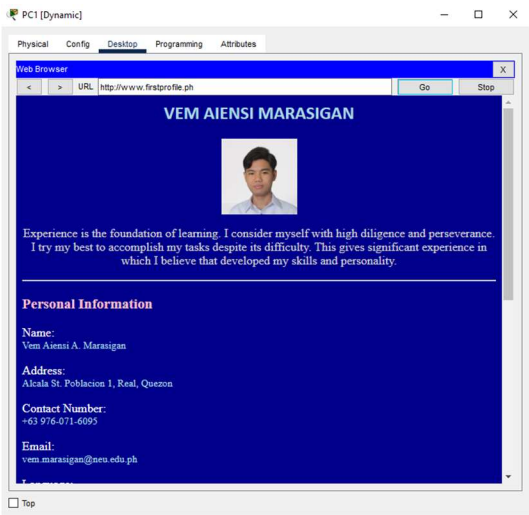 PC1 [Dynamic]
Physical Config Desktop Programming Attributes
Web Browser X
< > URL http://www.firstprofile.ph Go Stop
VEM AIENSI MARASIGAN
Experience is the foundation of learning. I consider myself with high diligence and perseverance.
I try my best to accomplish my tasks despite its difficulty. This gives significant experience in
which I believe that developed my skills and personality.
Personal Information
Name:
Vem Aiensi A. Marasigan
Address:
Alcala St. Poblacion 1, Real, Quezon
Contact Number:
+63 976-071-6095
Email:
vem.marasigan@neu.edu.ph
Top